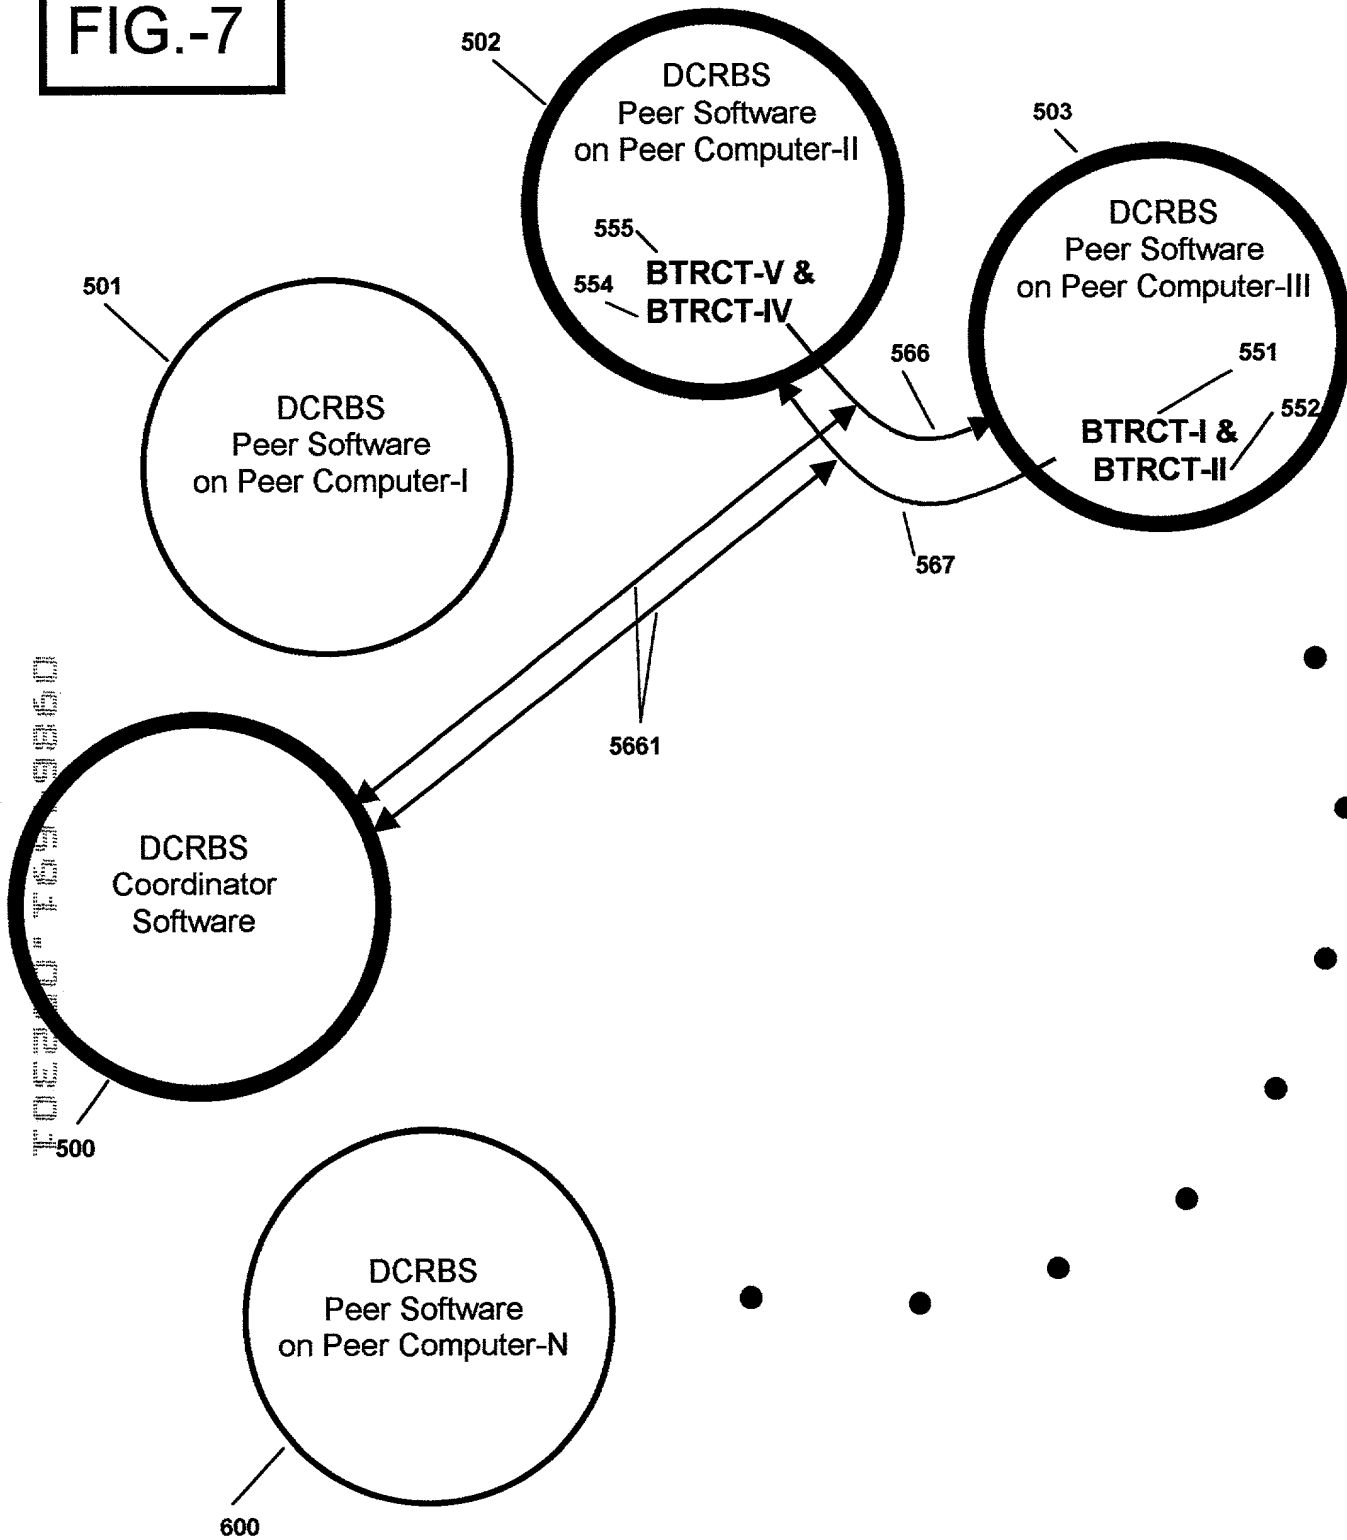 FIG.-7
502
DCRBS
Peer Software
on Peer Computer-II
555
BTRCT-V &
554
BTRCT-IV
503
DCRBS
Peer Software
on Peer Computer-III
551
552
BTRCT-I &
BTRCT-II
566
567
501
DCRBS
Peer Software
on Peer Computer-I
5661
DCRBS
Coordinator
Software
500
DCRBS
Peer Software
on Peer Computer-N
600